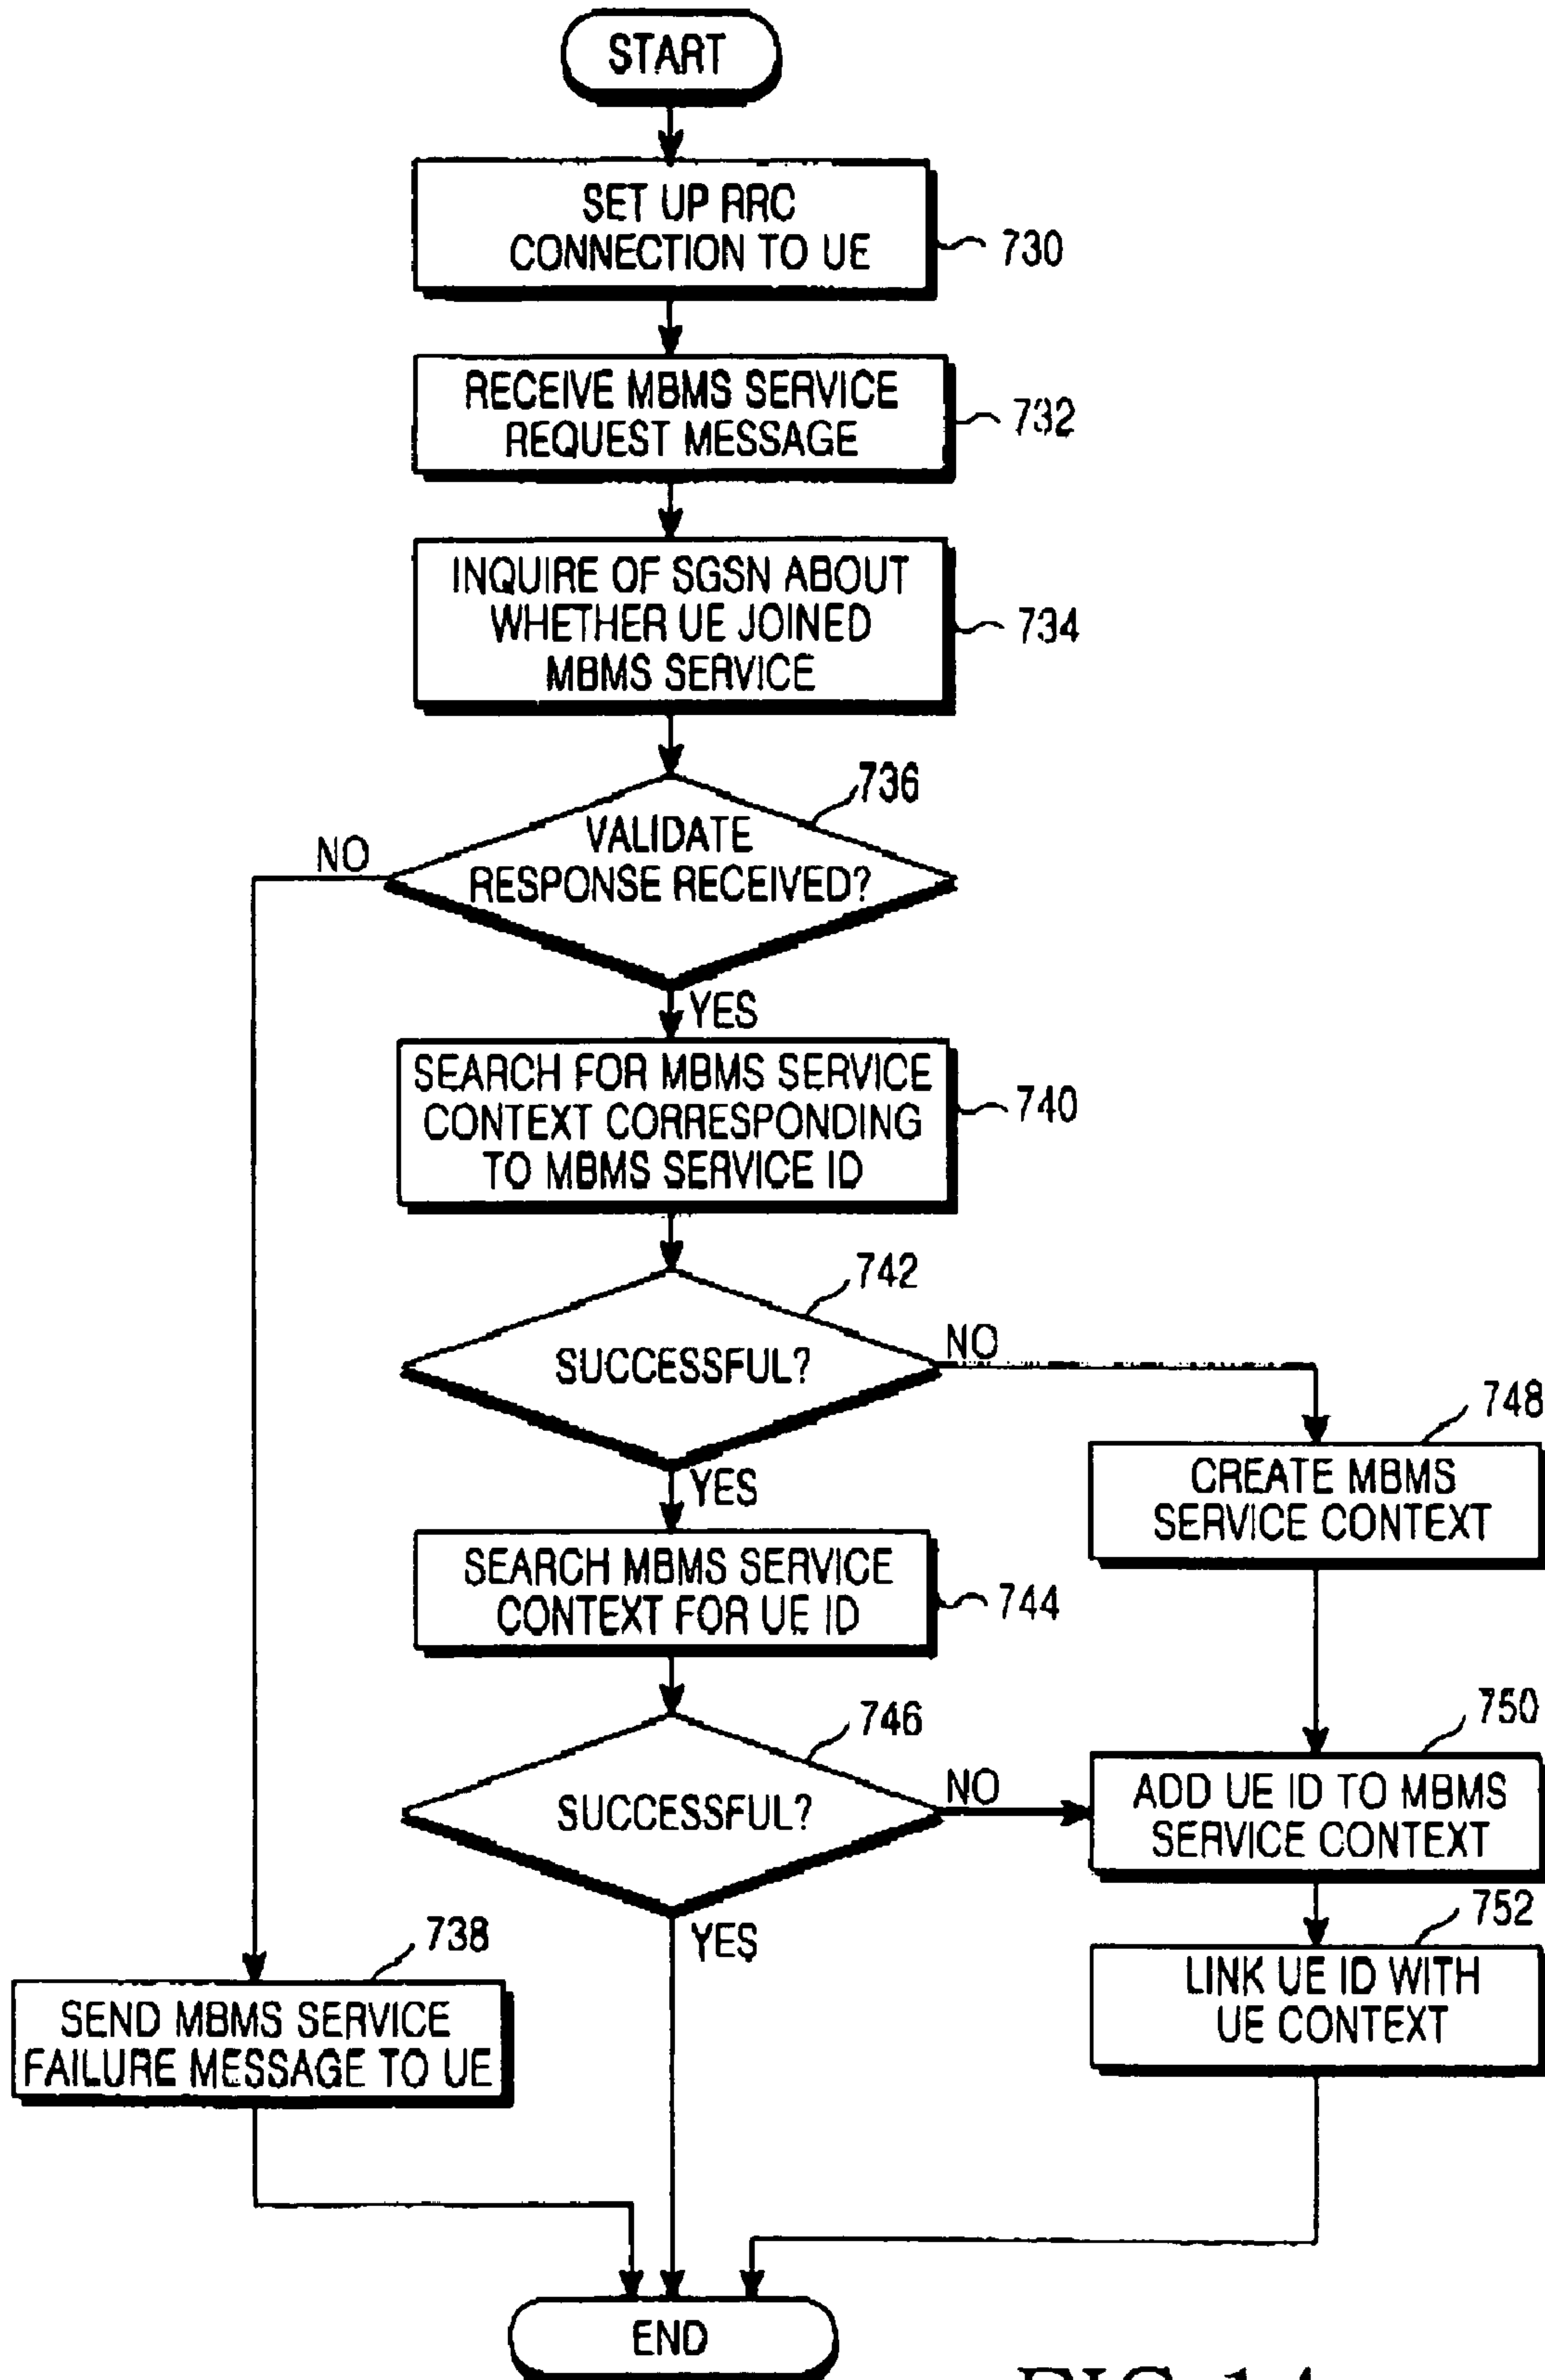 START
SET UP RRC
CONNECTION TO UE
730
RECEIVE MBMS SERVICE
REQUEST MESSAGE
732
INQUIRE OF SGSN ABOUT
WHETHER UE JOINED
MBMS SERVICE
734
736
VALIDATE
RESPONSE RECEIVED?
NO
YES
SEARCH FOR MBMS SERVICE
CONTEXT CORRESPONDING
TO MBMS SERVICE ID
740
742
SUCCESSFUL?
NO
YES
748
CREATE MBMS
SERVICE CONTEXT
SEARCH MBMS SERVICE
CONTEXT FOR UE ID
744
746
SUCCESSFUL?
NO
YES
750
ADD UE ID TO MBMS
SERVICE CONTEXT
752
LINK UE ID WITH
UE CONTEXT
738
SEND MBMS SERVICE
FAILURE MESSAGE TO UE
END